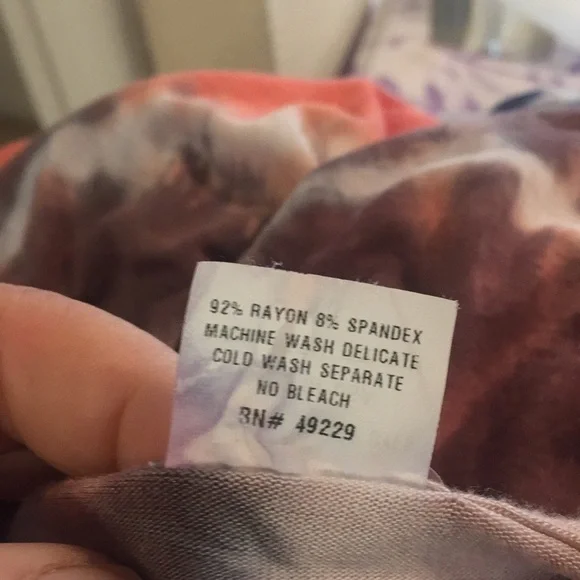 92% RAYON 8% SPANDEX
MACHINE WASH DELICATE
COLD WASH SEPARATE
NO BLEACH
RN# 49229